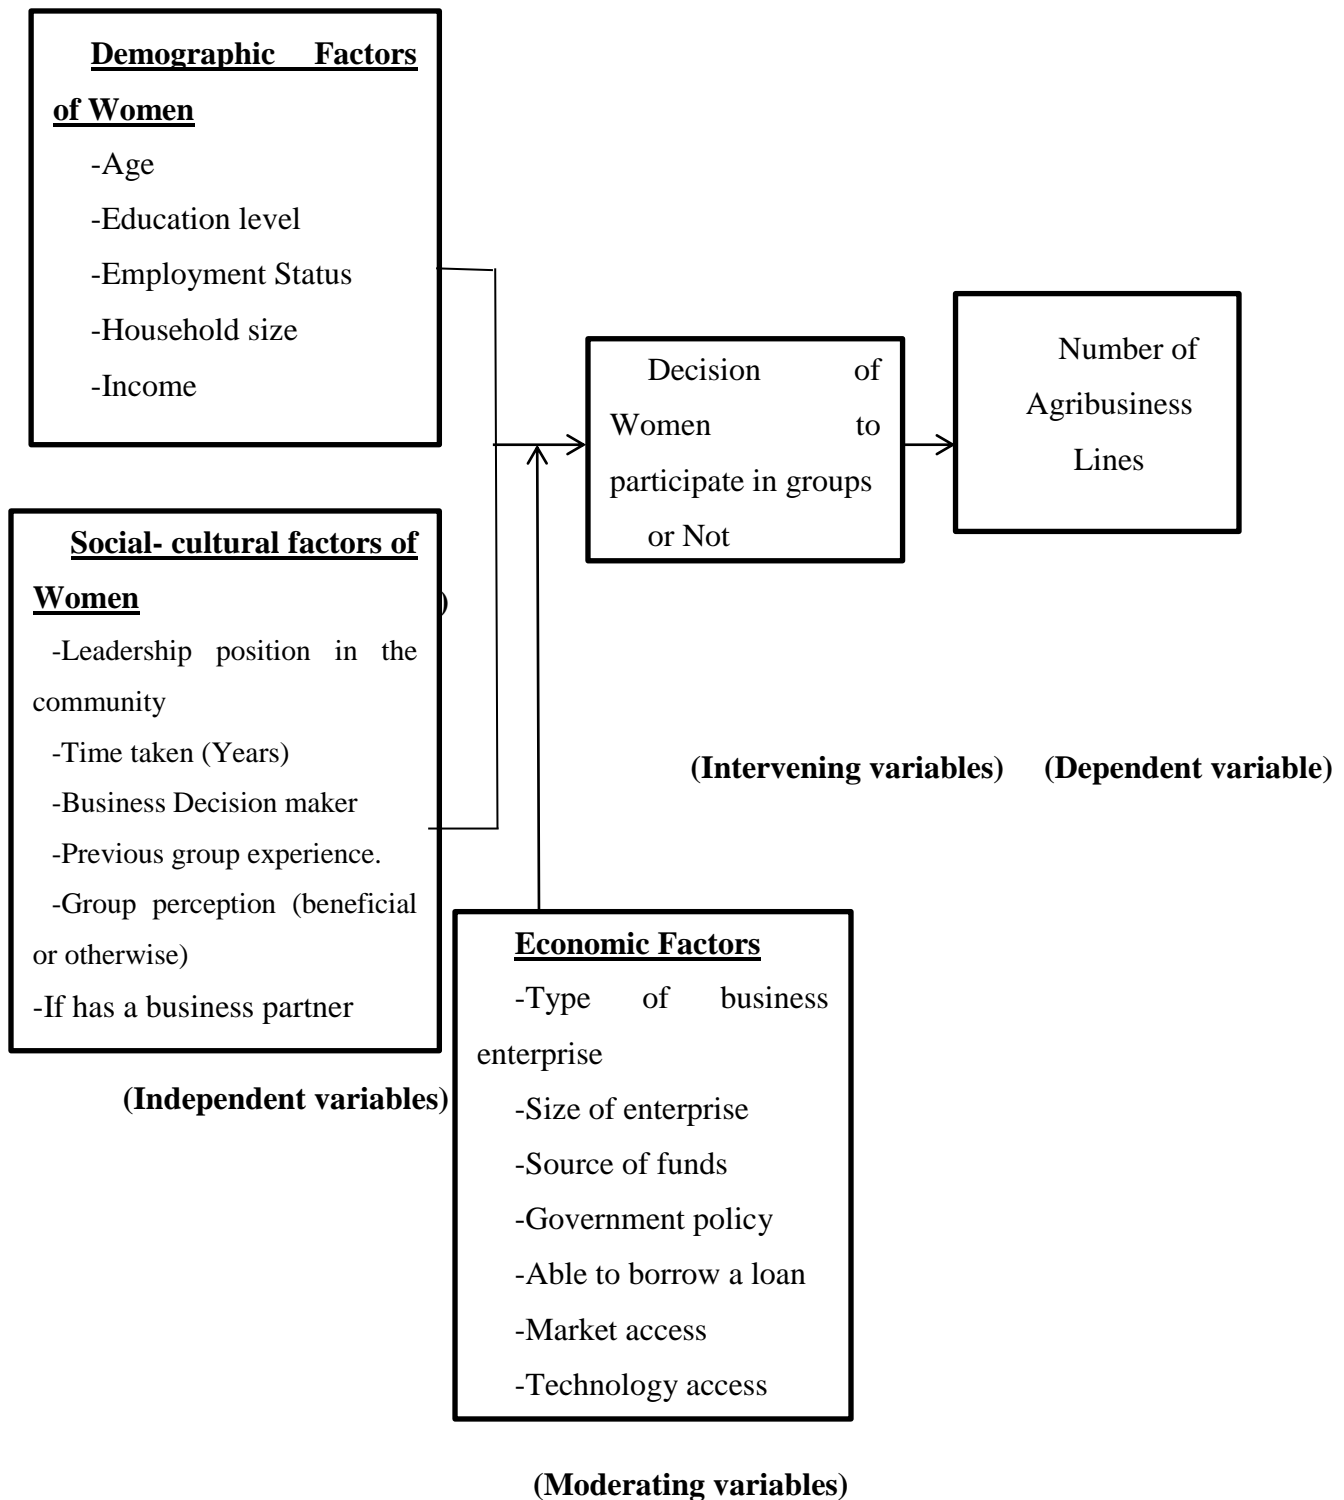 Demographic Factors
of Women
-Age
-Education level
-Employment Status
-Household size
-Income
Social- cultural factors of
Women
)
-Leadership position in the
community
-Time taken (Years)
-Business Decision maker
-Previous group experience.
-Group perception (beneficial
or otherwise)
-If has a business partner
(Independent variables)
Decision of
Women to
participate in groups
or Not
(Intervening variables)
Number of
Agribusiness
Lines
(Dependent variable)
Economic Factors
-Type of business
enterprise
-Size of enterprise
-Source of funds
-Government policy
-Able to borrow a loan
-Market access
-Technology access
(Moderating variables)